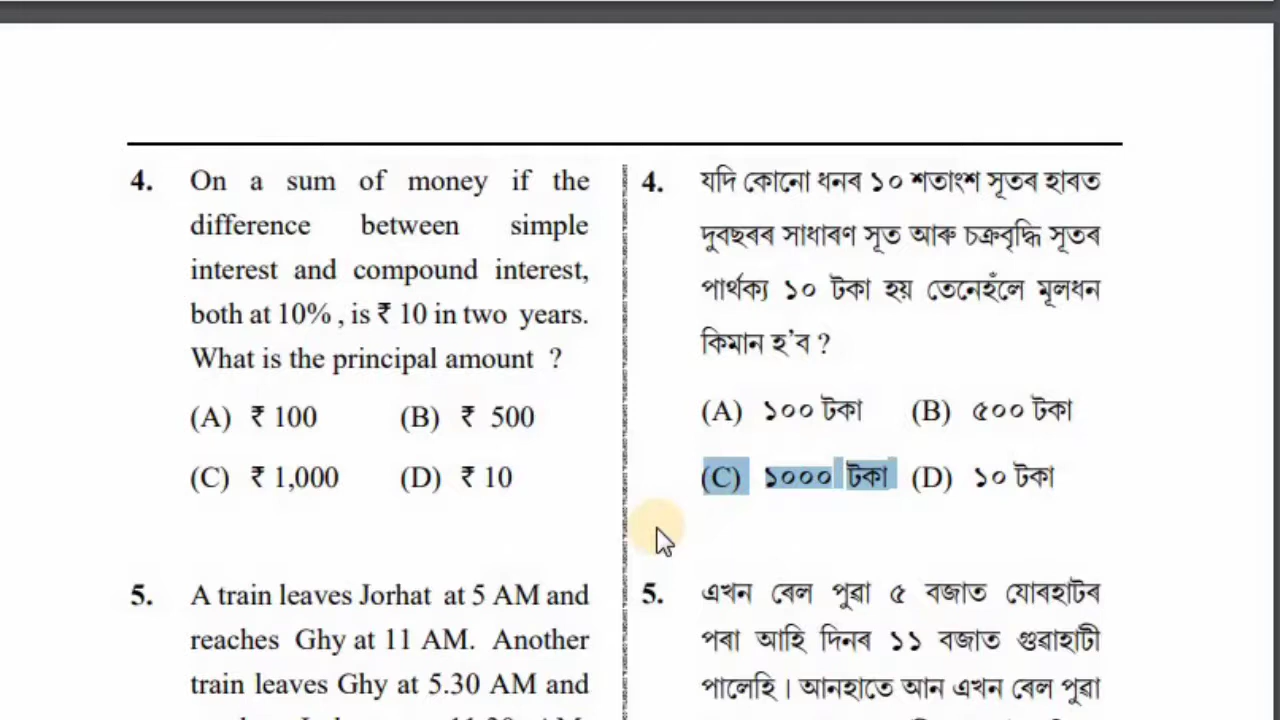 4. On a sum of money if the
difference between simple
interest and compound interest,
both at 10% , is ₹ 10 in two years.
What is the principal amount ?
(A) ₹ 100 (B) ₹ 500
(C) ₹ 1,000 (D) ₹ 10
5. A train leaves Jorhat at 5 AM and
reaches Ghy at 11 AM. Another
train leaves Ghy at 5.30 AM and
4. যদি কোনো ধনৰ ১০ শতাংশ সূতৰ হাৰত
দুবছৰৰ সাধাৰণ সূত আৰু চক্ৰবৃদ্ধি সূতৰ
পাৰ্থক্য ১০ টকা হয় তেনেহঁলে মূলধন
কিমান হ’ব ?
(A) ১০০ টকা (B) ৫০০ টকা
(C) ১০০০ টকা (D) ১০ টকা
5. এখন ৰেল পুৱা ৫ বজাত যোৰহাটৰ
পৰা আহি দিনৰ ১১ বজাত গুৱাহাটী
পালেহি। আনহাতে আন এখন ৰেল পুৱা